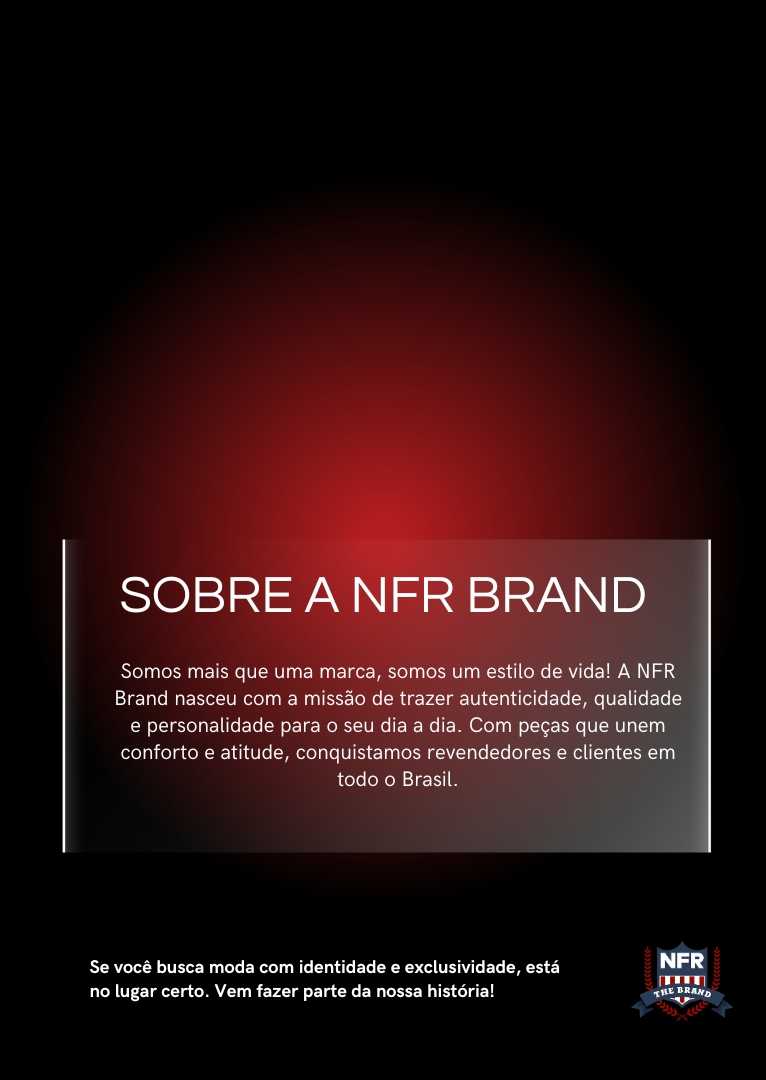 SOBRE A NFR BRAND
Somos mais que uma marca, somos um estilo de vida! A NFR
Brand nasceu com a missão de trazer autenticidade, qualidade
e personalidade para o seu dia a dia. Com peças que unem
conforto e atitude, conquistamos revendedores e clientes em
todo o Brasil.
Se você busca moda com identidade e exclusividade, está
no lugar certo. Vem fazer parte da nossa história!
NFR
THE BRAND